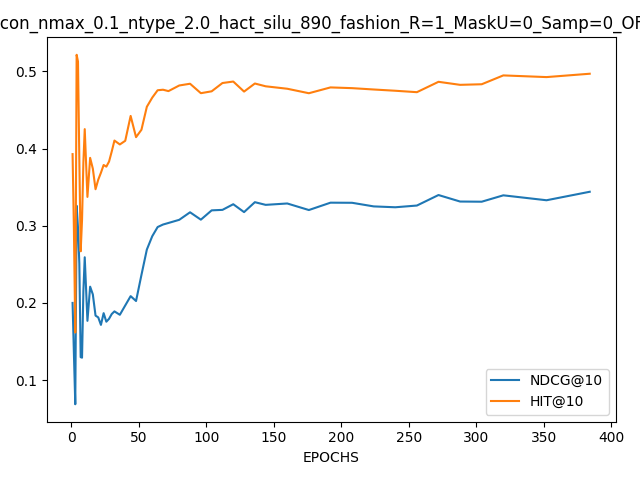 con_nmax_0.1_ntype_2.0_hact_silu_890_fashion_R=1_MaskU=0_Samp=0_OF
0.5
0.4
0.3
0.2
0.1
NDCG@10
HIT@10
0 50 100 150 200 250 300 350 400
EPOCHS